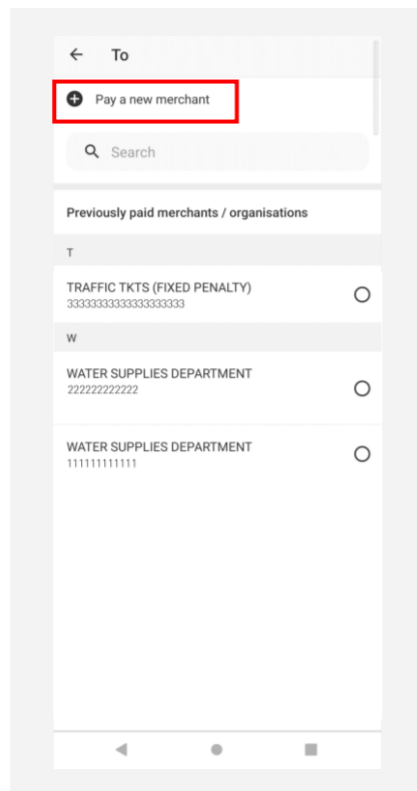 To
Pay a new merchant
Search
Previously paid merchants / organisations
T
TRAFFIC TKTS (FIXED PENALTY)
33333333333333333333
W
WATER SUPPLIES DEPARTMENT
222222222222
WATER SUPPLIES DEPARTMENT
111111111111